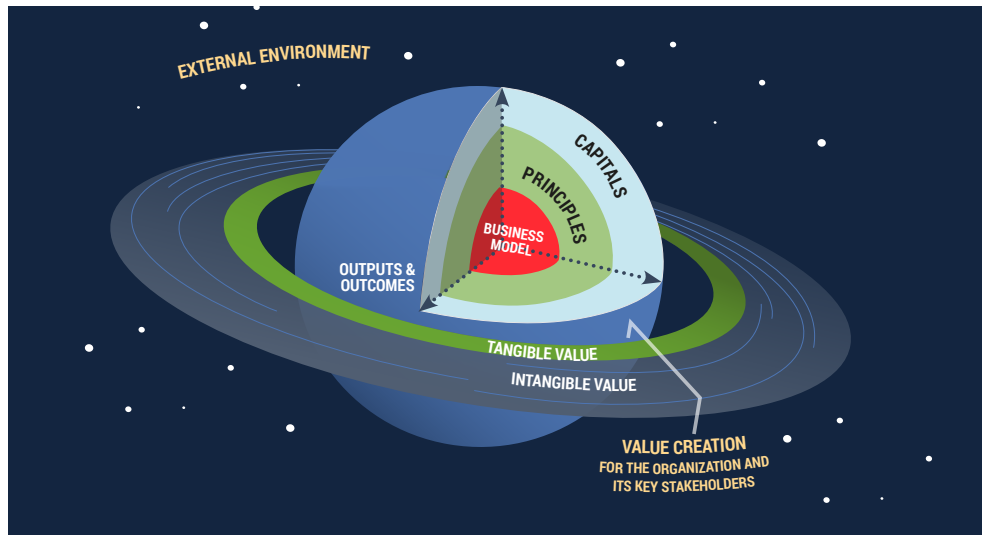 EXTERNAL ENVIRONMENT
CAPITALS
PRINCIPLES
BUSINESS
MODEL
OUTPUTS &
OUTCOMES
TANGIBLE VALUE
INTANGIBLE VALUE
VALUE CREATION
FOR THE ORGANIZATION AND
ITS KEY STAKEHOLDERS